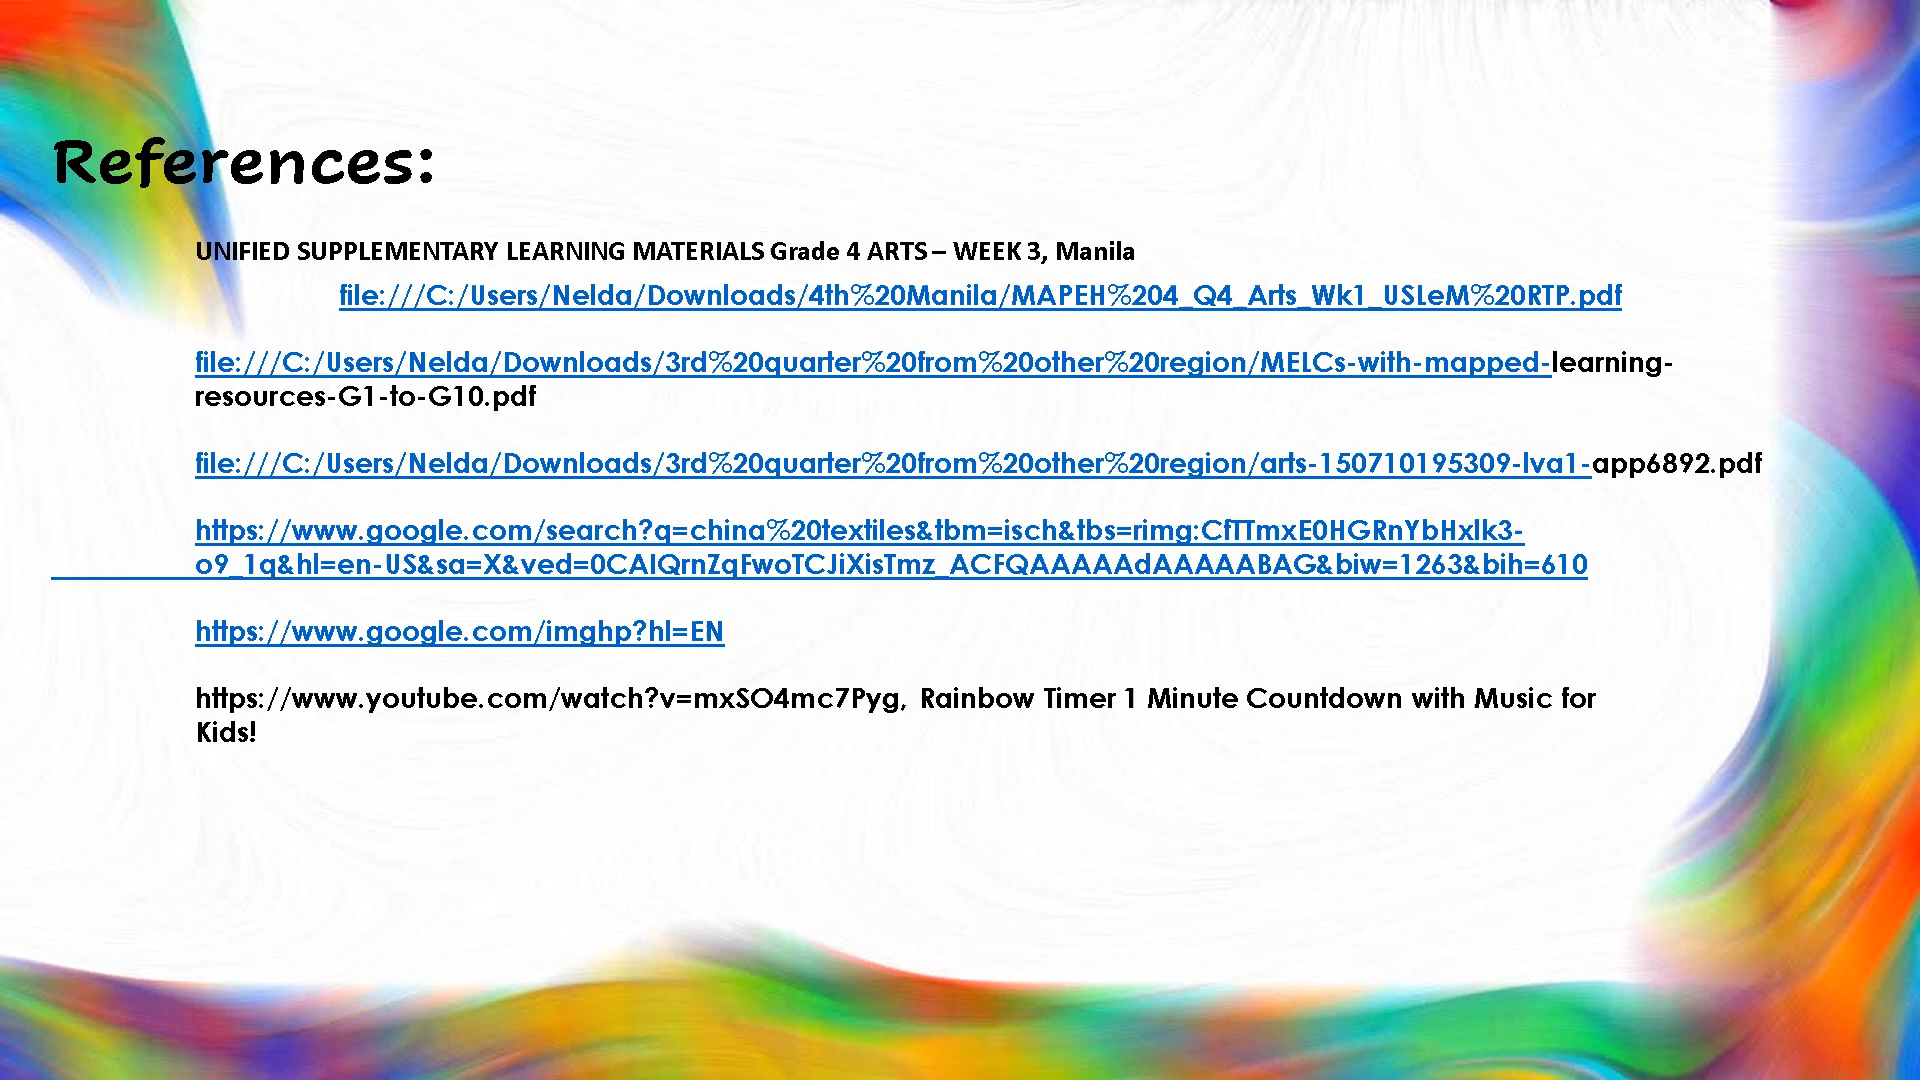 References:
UNIFIED SUPPLEMENTARY LEARNING MATERIALS Grade 4 ARTS – WEEK 3, Manila
file:///C:/Users/Nelda/Downloads/4th%20Manila/MAPEH%204_Q4_Arts_Wk1_USLeM%20RTP.pdf
file:///C:/Users/Nelda/Downloads/3rd%20quarter%20from%20other%20region/MELCs-with-mapped-learning-
resources-G1-to-G10.pdf
file:///C:/Users/Nelda/Downloads/3rd%20quarter%20from%20other%20region/arts-150710195309-lva1-app6892.pdf
https://www.google.com/search?q=china%20textiles&tbm=isch&tbs=rimg:CfTTmxE0HGRnYbHxlk3-
o9_1q&hl=en-US&sa=X&ved=0CAIQrnZqFwoTCJiXisTmz_ACFQAAAAAdAAAAABAG&biw=1263&bih=610
https://www.google.com/imghp?hl=EN
https://www.youtube.com/watch?v=mxSO4mc7Pyg, Rainbow Timer 1 Minute Countdown with Music for
Kids!